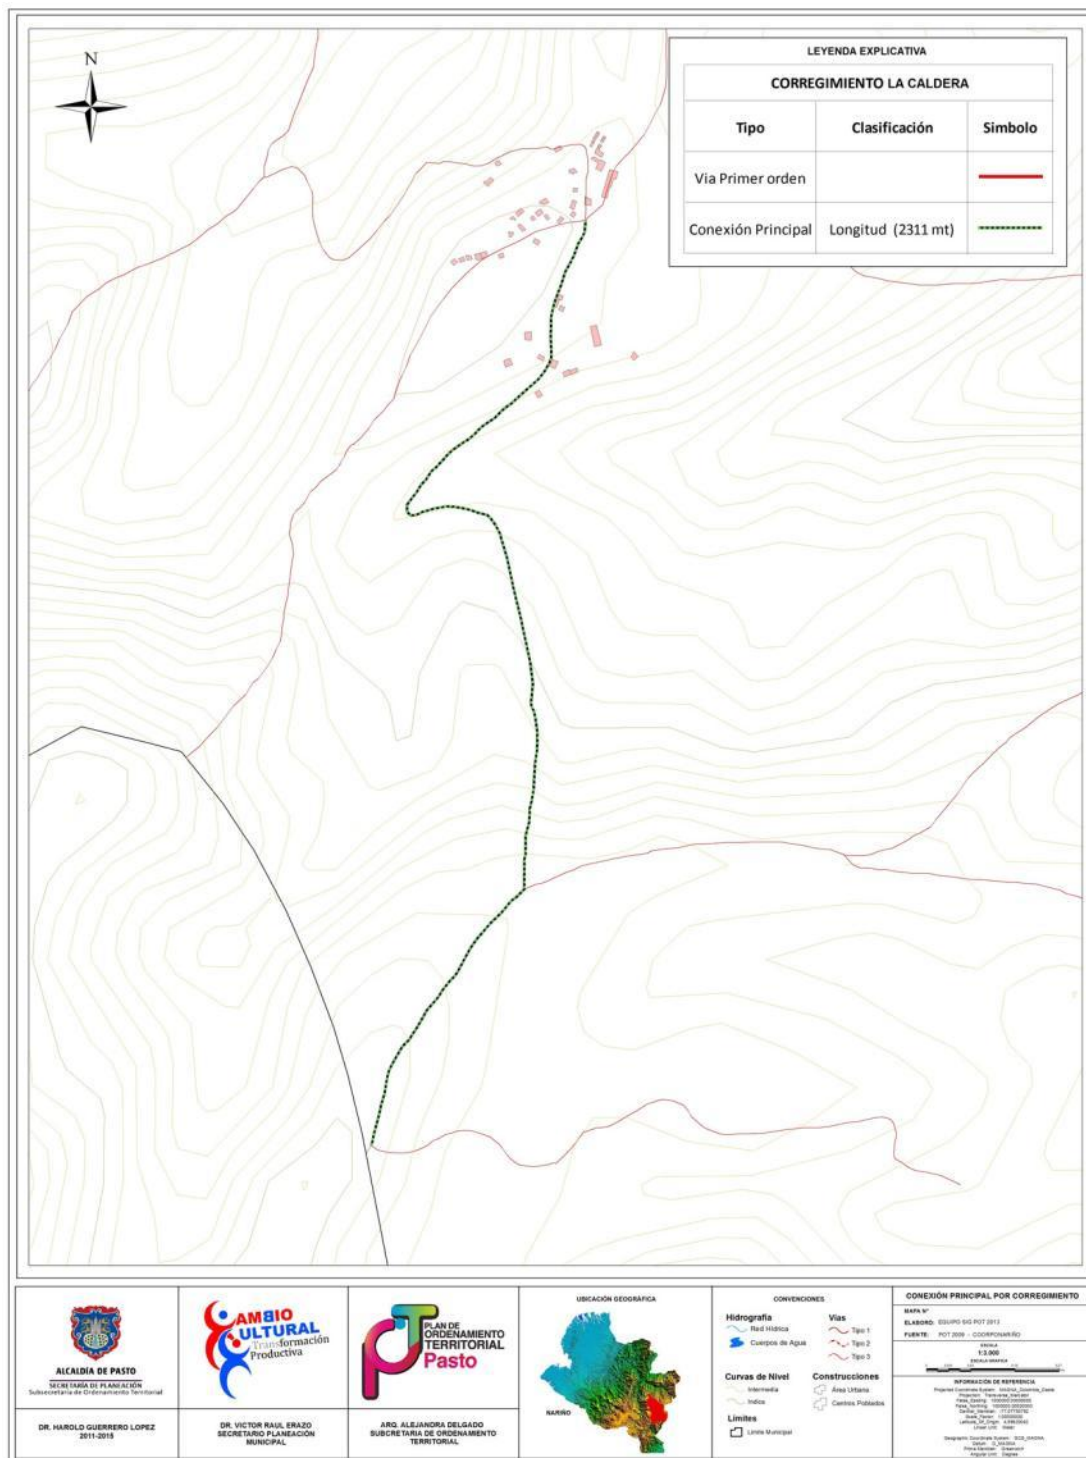 N
LEYENDA EXPLICATIVA
CORREGIMIENTO LA CALDERA
Tipo Clasificación Simbolo
Via Primer orden
Conexión Principal Longitud (2311 mt)
ALCALDÍA DE PASTO
SECRETARÍA DE PLANEACIÓN
Subsecretaría de Ordenamiento Territorial
DR. HAROLD GUERRERO LOPEZ
2011-2015
CAMBIO
CULTURAL
Transformación
Productiva
DR. VICTOR RAUL ERAZO
SECRETARIO PLANEACIÓN
MUNICIPAL
PLAN DE
ORDENAMIENTO
TERRITORIAL
Pasto
ARQ. ALEJANDRA DELGADO
SUBCRETARIA DE ORDENAMIENTO
TERRITORIAL
UBICACIÓN GEOGRÁFICA
NARIÑO
CONVENCIONES
Hidrografía
Red Hídrica
Cuerpos de Agua
Vias
Tipo 1
Tipo 2
Tipo 3
Curvas de Nivel
Intermedia
Indice
Construcciones
Área Urbana
Centros Poblados
Limites
Limite Municipal
CONEXIÓN PRINCIPAL POR CORREGIMIENTO
MAPA N°
ELABORO: EQUIPO SIG POT 2012
FUENTE: POT 2009 - COORPONARIÑO
ESCALA
1:3.000
ESCALA GRAFICA
INFORMACIÓN DE REFERENCIA